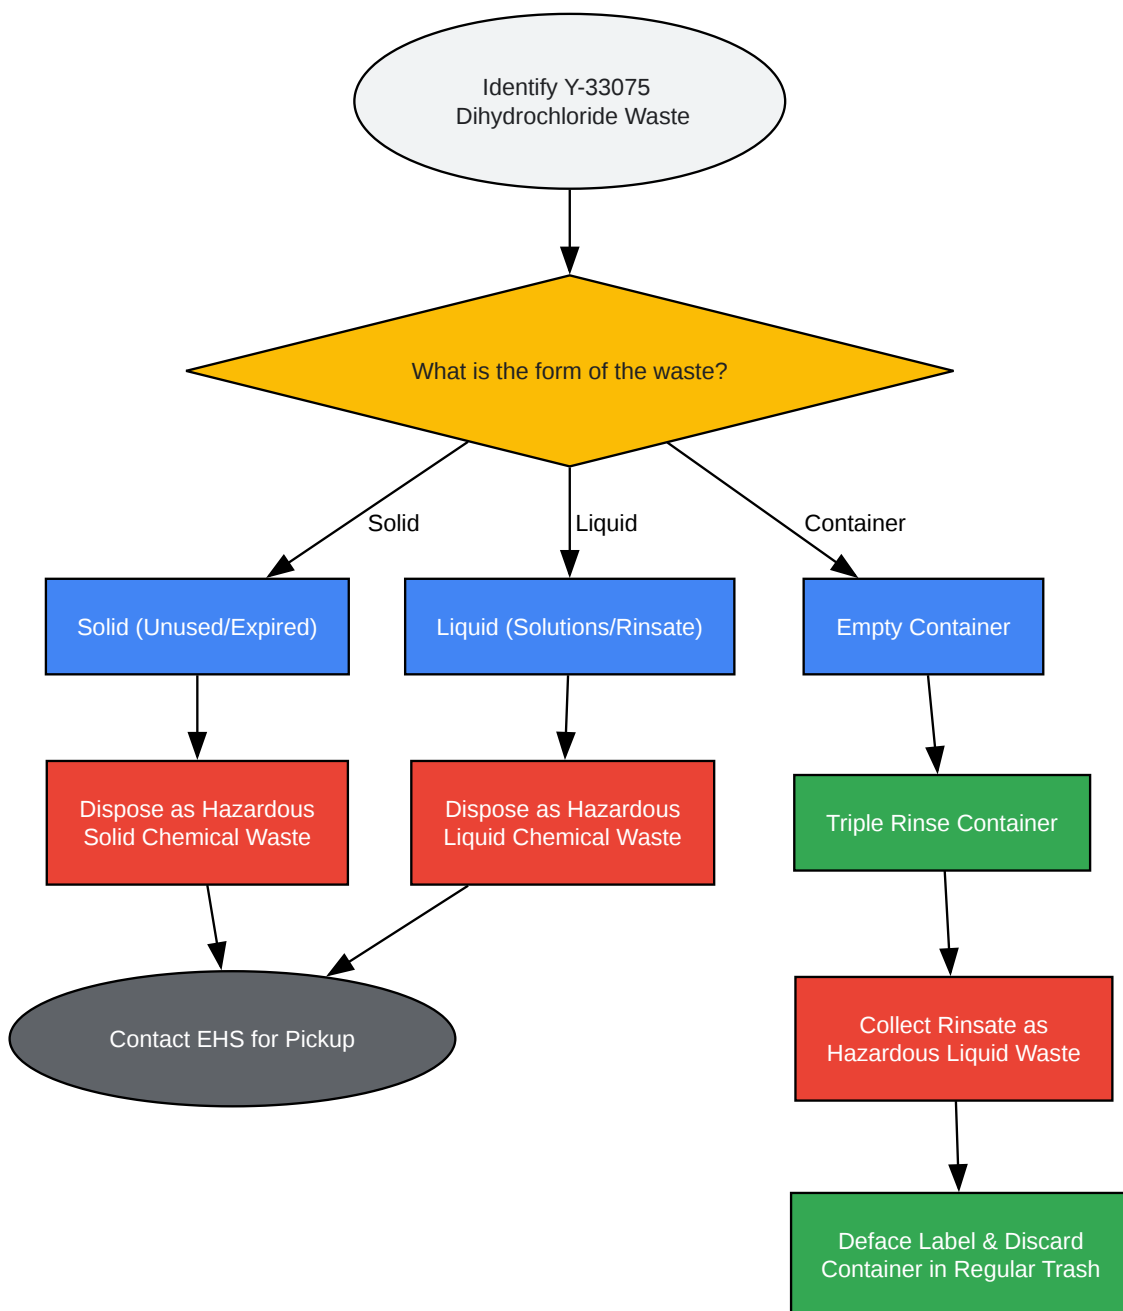 Identify Y-33075
Dihydrochloride Waste
What is the form of the waste?
Solid
Liquid
Container
Solid (Unused/Expired)
Liquid (Solutions/Rinsate)
Empty Container
Dispose as Hazardous
Solid Chemical Waste
Dispose as Hazardous
Liquid Chemical Waste
Triple Rinse Container
Contact EHS for Pickup
Collect Rinsate as
Hazardous Liquid Waste
Deface Label & Discard
Container in Regular Trash